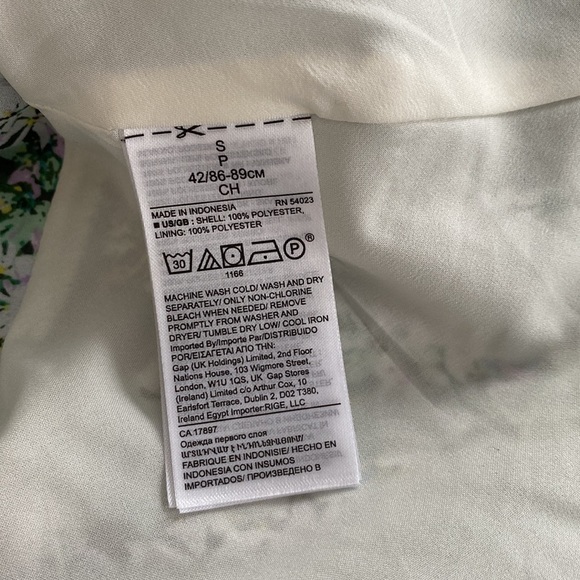 S
P
42/86-89CM
CH
MADE IN INDONESIA RN 54023
■ US/GB : SHELL: 100% POLYESTER,
LINING: 100% POLYESTER
30 P ®
1166
MACHINE WASH COLD/ WASH AND DRY
SEPARATELY/ ONLY NON-CHLORINE
BLEACH WHEN NEEDED/ REMOVE
PROMPTLY FROM WASHER AND
DRYER/ TUMBLE DRY LOW/ COOL IRON
Imported By/Importado Par/DISTRIBUIDO
POR/ΕΙΣΑΓΕΤΑΙ ΑΠΟ ΤΗΝ:
Gap (UK Holdings) Limited, 2nd Floor
Nations House, 103 Wigmore Street,
London, W1U 1QS, UK Gap Stores
(Ireland) Limited c/o Arthur Cox, 10
Earlsfort Terrace, Dublin 2, D02 T380,
Ireland Egypt Importer:RIGE, LLC
CA 17897
Одежда первого слоя
FABRIQUE EN INDONISIE/ HECHO EN
INDONESIA CON INSUMOS
IMPORTADOS/ ПРОИЗВЕДЕНО В